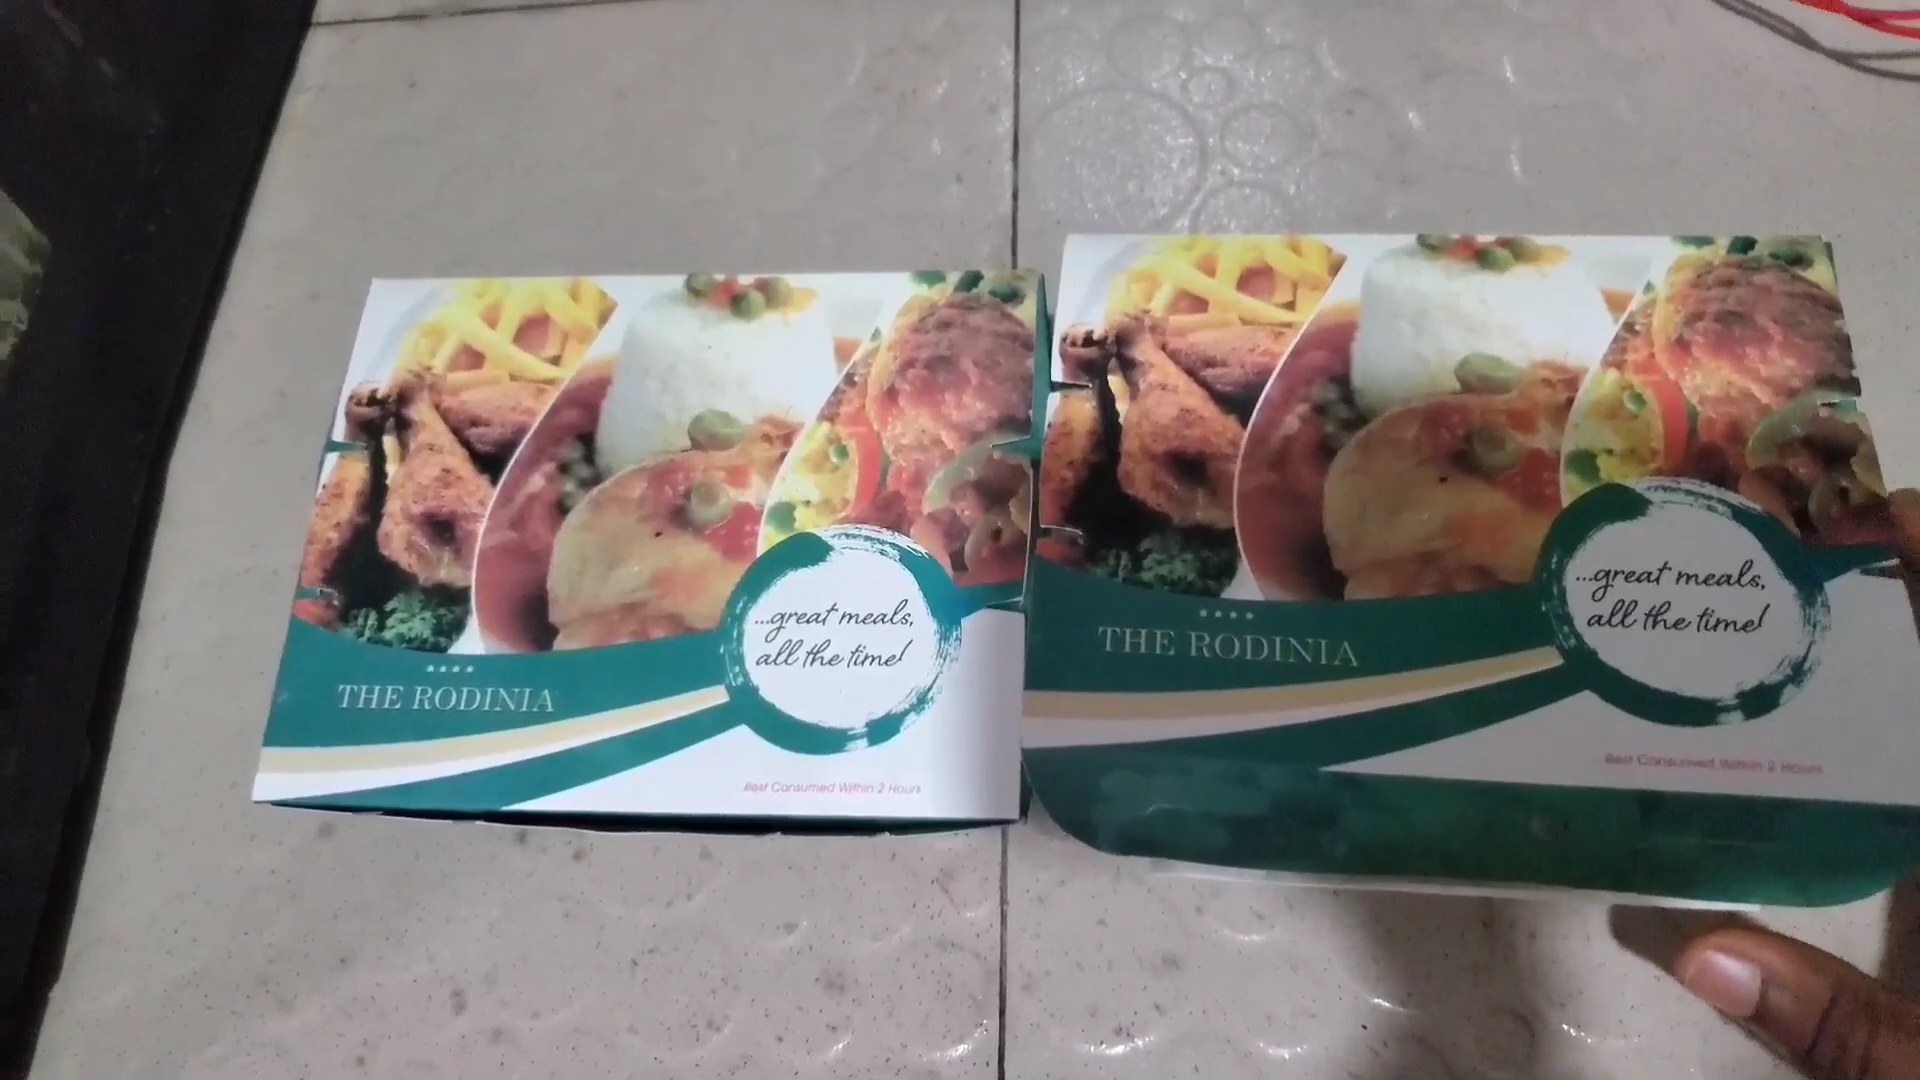 ...great meals,
all the time!
THE RODINIA
Best Consumed Within 2 Hours
...great meals,
all the time!
THE RODINIA
Best Consumed Within 2 Hours